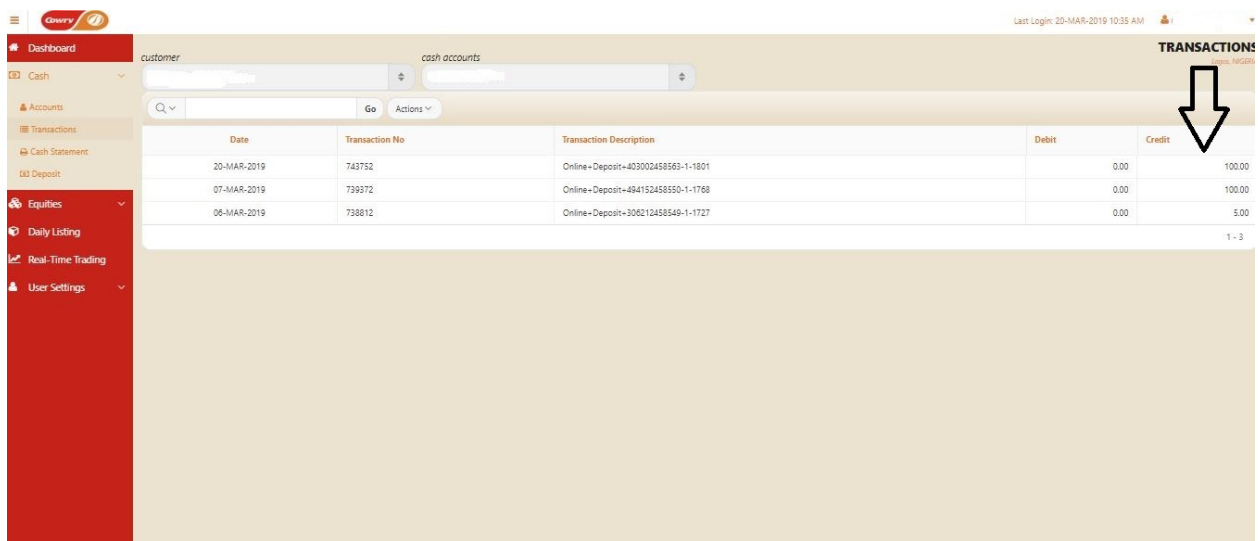 Cowry
Last Login: 20-MAR-2019 10:35 AM
Dashboard
Cash
Accounts
Transactions
Cash Statement
Deposit
Equities
Daily Listing
Real-Time Trading
User Settings
TRANSACTIONS
Lagos, NIGERIA
customer
cash accounts
Go
Actions
Date Transaction No Transaction Description Debit Credit
20-MAR-2019 743752 Online+Deposit+403002458563-1-1801 0.00 100.00
07-MAR-2019 739372 Online+Deposit+494152458550-1-1768 0.00 100.00
06-MAR-2019 738812 Online+Deposit+306212458549-1-1727 0.00 5.00
1 - 3